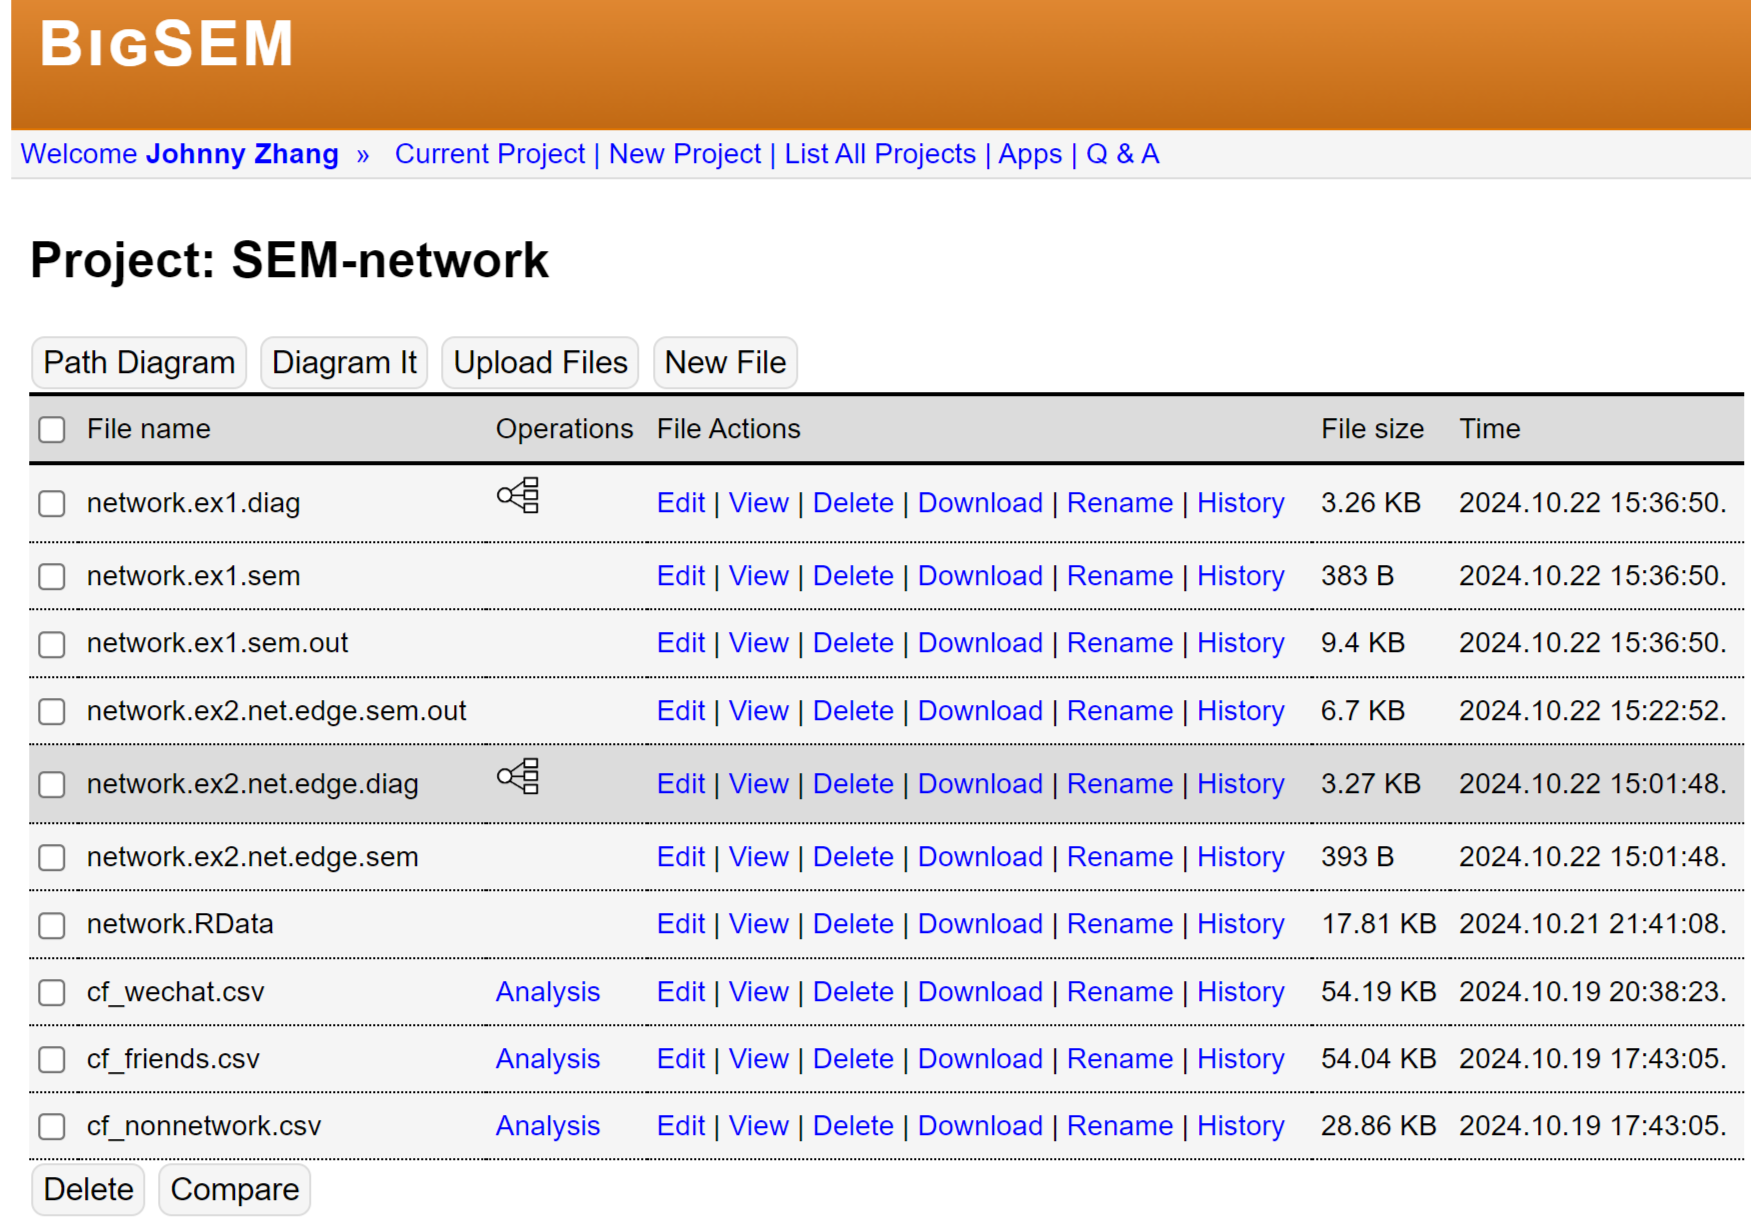 BIGSEM
Welcome Johnny Zhang » Current Project | New Project | List All Projects | Apps | Q & A
Project: SEM-network
Path Diagram Diagram It Upload Files New File
File name Operations File Actions File size Time
network.ex1.diag Edit | View | Delete | Download | Rename | History 3.26 KB 2024.10.22 15:36:50.
network.ex1.sem Edit | View | Delete | Download | Rename | History 383 B 2024.10.22 15:36:50.
network.ex1.sem.out Edit | View | Delete | Download | Rename | History 9.4 KB 2024.10.22 15:36:50.
network.ex2.net.edge.sem.out Edit | View | Delete | Download | Rename | History 6.7 KB 2024.10.22 15:22:52.
network.ex2.net.edge.diag Edit | View | Delete | Download | Rename | History 3.27 KB 2024.10.22 15:01:48.
network.ex2.net.edge.sem Edit | View | Delete | Download | Rename | History 393 B 2024.10.22 15:01:48.
network.RData Edit | View | Delete | Download | Rename | History 17.81 KB 2024.10.21 21:41:08.
cf_wechat.csv Analysis Edit | View | Delete | Download | Rename | History 54.19 KB 2024.10.19 20:38:23.
cf_friends.csv Analysis Edit | View | Delete | Download | Rename | History 54.04 KB 2024.10.19 17:43:05.
cf_nonnetwork.csv Analysis Edit | View | Delete | Download | Rename | History 28.86 KB 2024.10.19 17:43:05.
Delete Compare